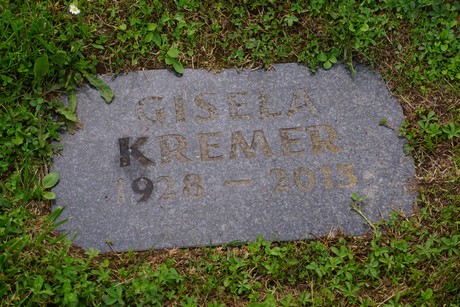 GISELA
KREMER
1928 – 2013